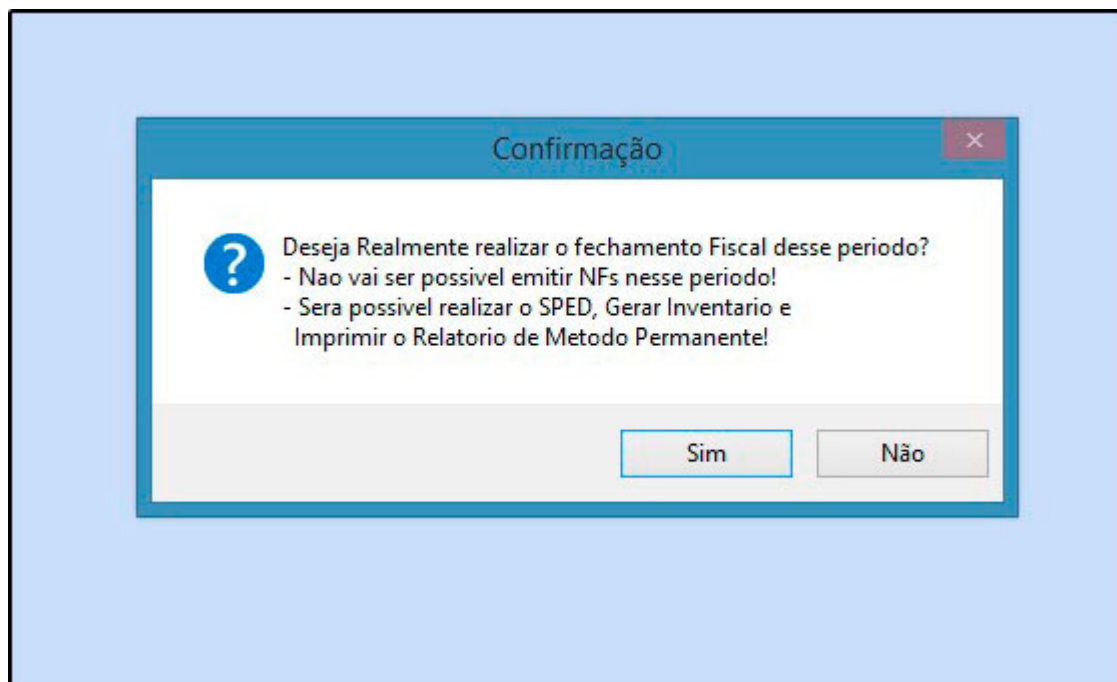 Confirmação
Deseja Realmente realizar o fechamento Fiscal desse periodo?
- Nao vai ser possivel emitir NFs nesse periodo!
- Sera possivel realizar o SPED, Gerar Inventario e
Imprimir o Relatorio de Metodo Permanente!
Sim
Não